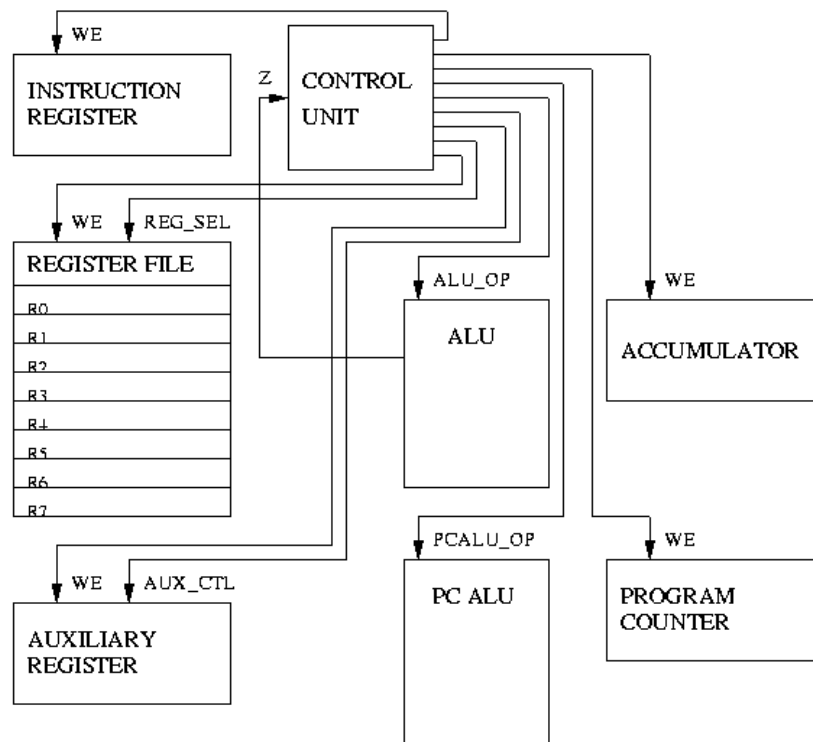 WE
INSTRUCTION
REGISTER
Z
CONTROL
UNIT
WE
REG_SEL
REGISTER FILE
R0
R1
R2
R3
R4
R5
R6
R7
ALU_OP
ALU
WE
ACCUMULATOR
WE
AUX_CTL
AUXILIARY
REGISTER
PCALU_OP
PC ALU
WE
PROGRAM
COUNTER